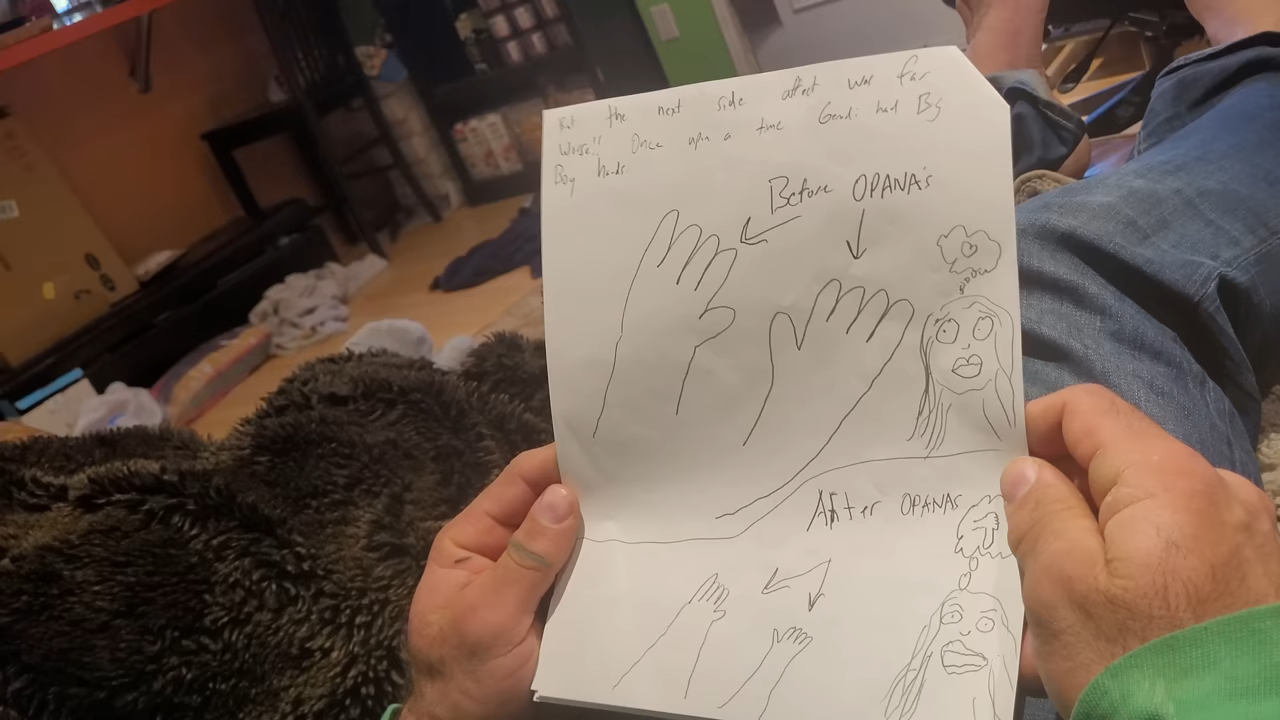 But the next side affect was far
worse!! Once upon a time Gendi had Big
Boy hands.
Before OPANA's
After OPANAS